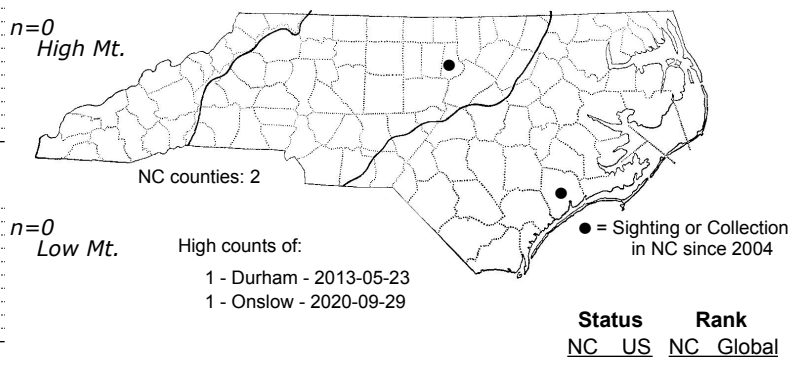 n=0
High Mt.
NC counties: 2
n=0
Low Mt.
High counts of:
1 - Durham - 2013-05-23
1 - Onslow - 2020-09-29
● = Sighting or Collection
in NC since 2004
Status Rank
NC US NC Global